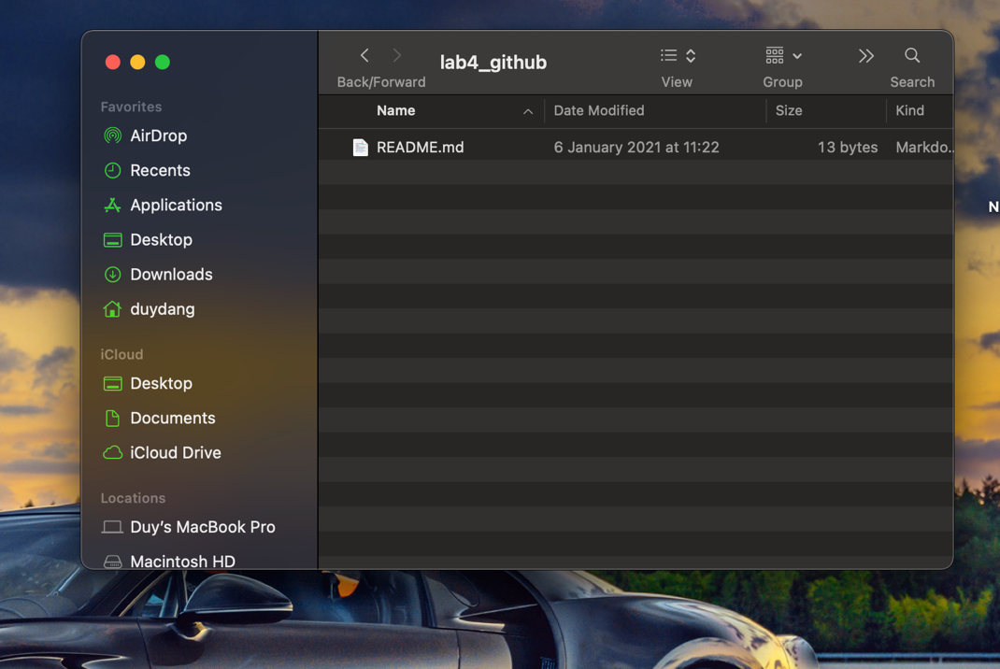 Favorites
AirDrop
Recents
Applications
Desktop
Downloads
duydang
iCloud
Desktop
Documents
iCloud Drive
Locations
Duy’s MacBook Pro
Macintosh HD
Back/Forward
lab4_github
View
Group
Search
Name Date Modified Size Kind
README.md 6 January 2021 at 11:22 13 bytes Markdo..
N